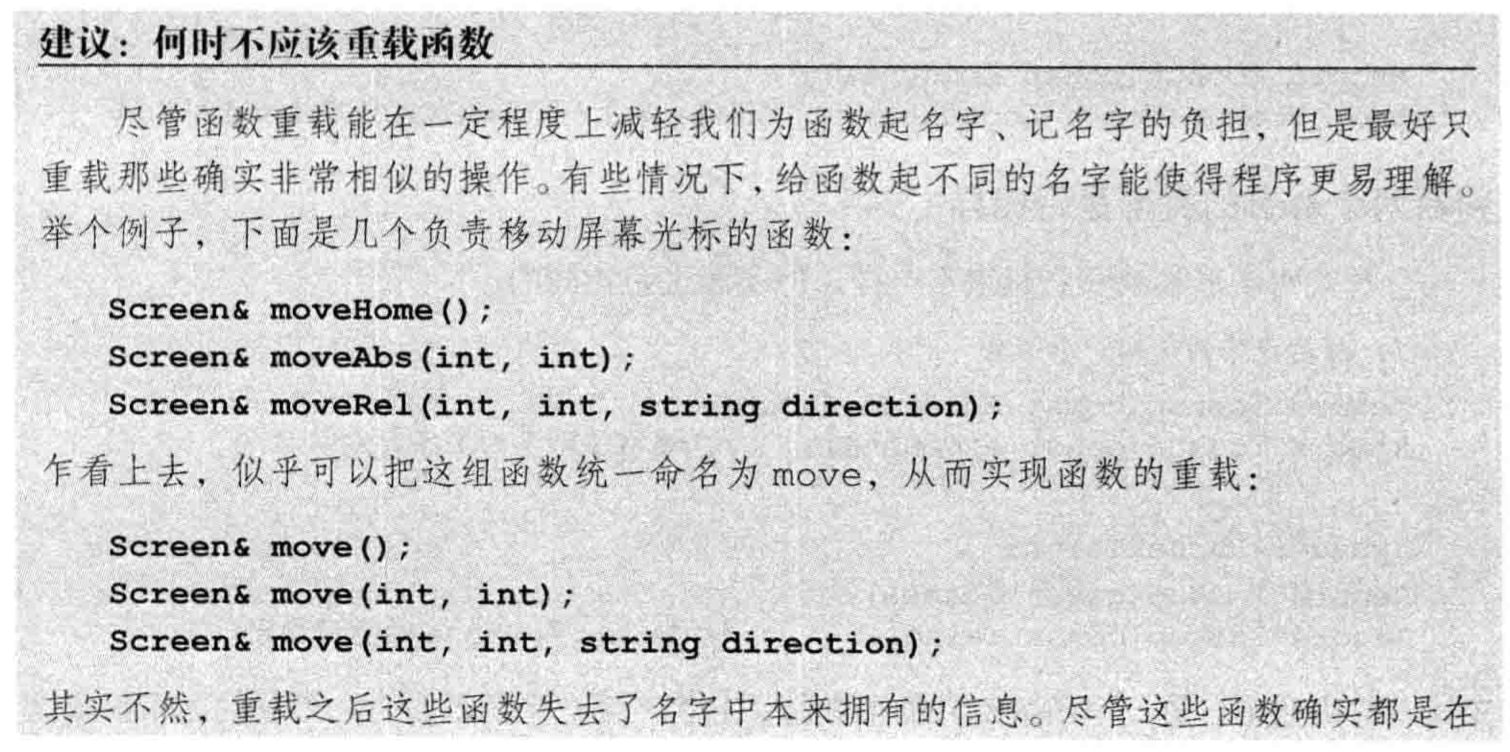 建议：何时不应该重载函数
尽管函数重载能在一定程度上减轻我们为函数起名字、记名字的负担，但是最好只
重载那些确实非常相似的操作。有些情况下，给函数起不同的名字能使得程序更易理解。
举个例子，下面是几个负责移动屏幕光标的函数：
Screen& moveHome();
Screen& moveAbs(int, int);
Screen& moveRel(int, int, string direction);
乍看上去，似乎可以把这组函数统一命名为 move，从而实现函数的重载：
Screen& move();
Screen& move(int, int);
Screen& move(int, int, string direction);
其实不然，重载之后这些函数失去了名字中本来拥有的信息。尽管这些函数确实都是在